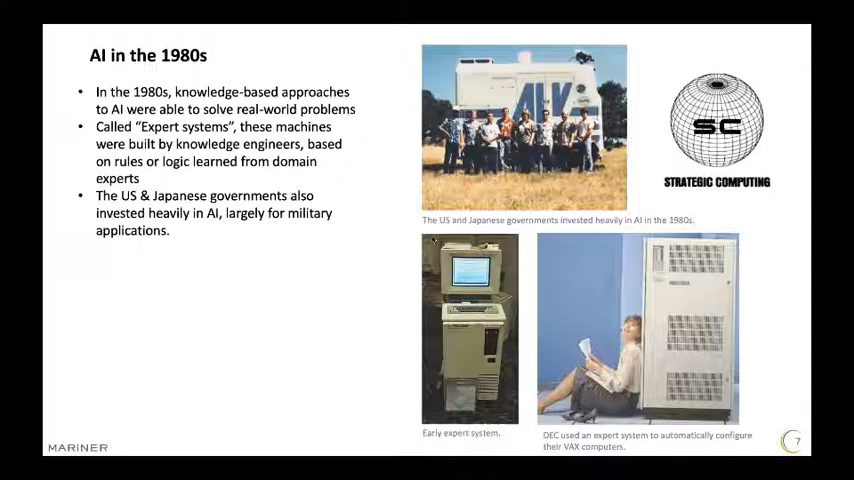 AI in the 1980s
• In the 1980s, knowledge-based approaches
to AI were able to solve real-world problems
• Called “Expert systems”, these machines
were built by knowledge engineers, based
on rules or logic learned from domain
experts
• The US & Japanese governments also
invested heavily in AI, largely for military
applications.
ALV
SC
STRATEGIC COMPUTING
The US and Japanese governments invested heavily in AI in the 1980s.
Early expert system.
DEC used an expert system to automatically configure
their VAX computers.
MARINER
7